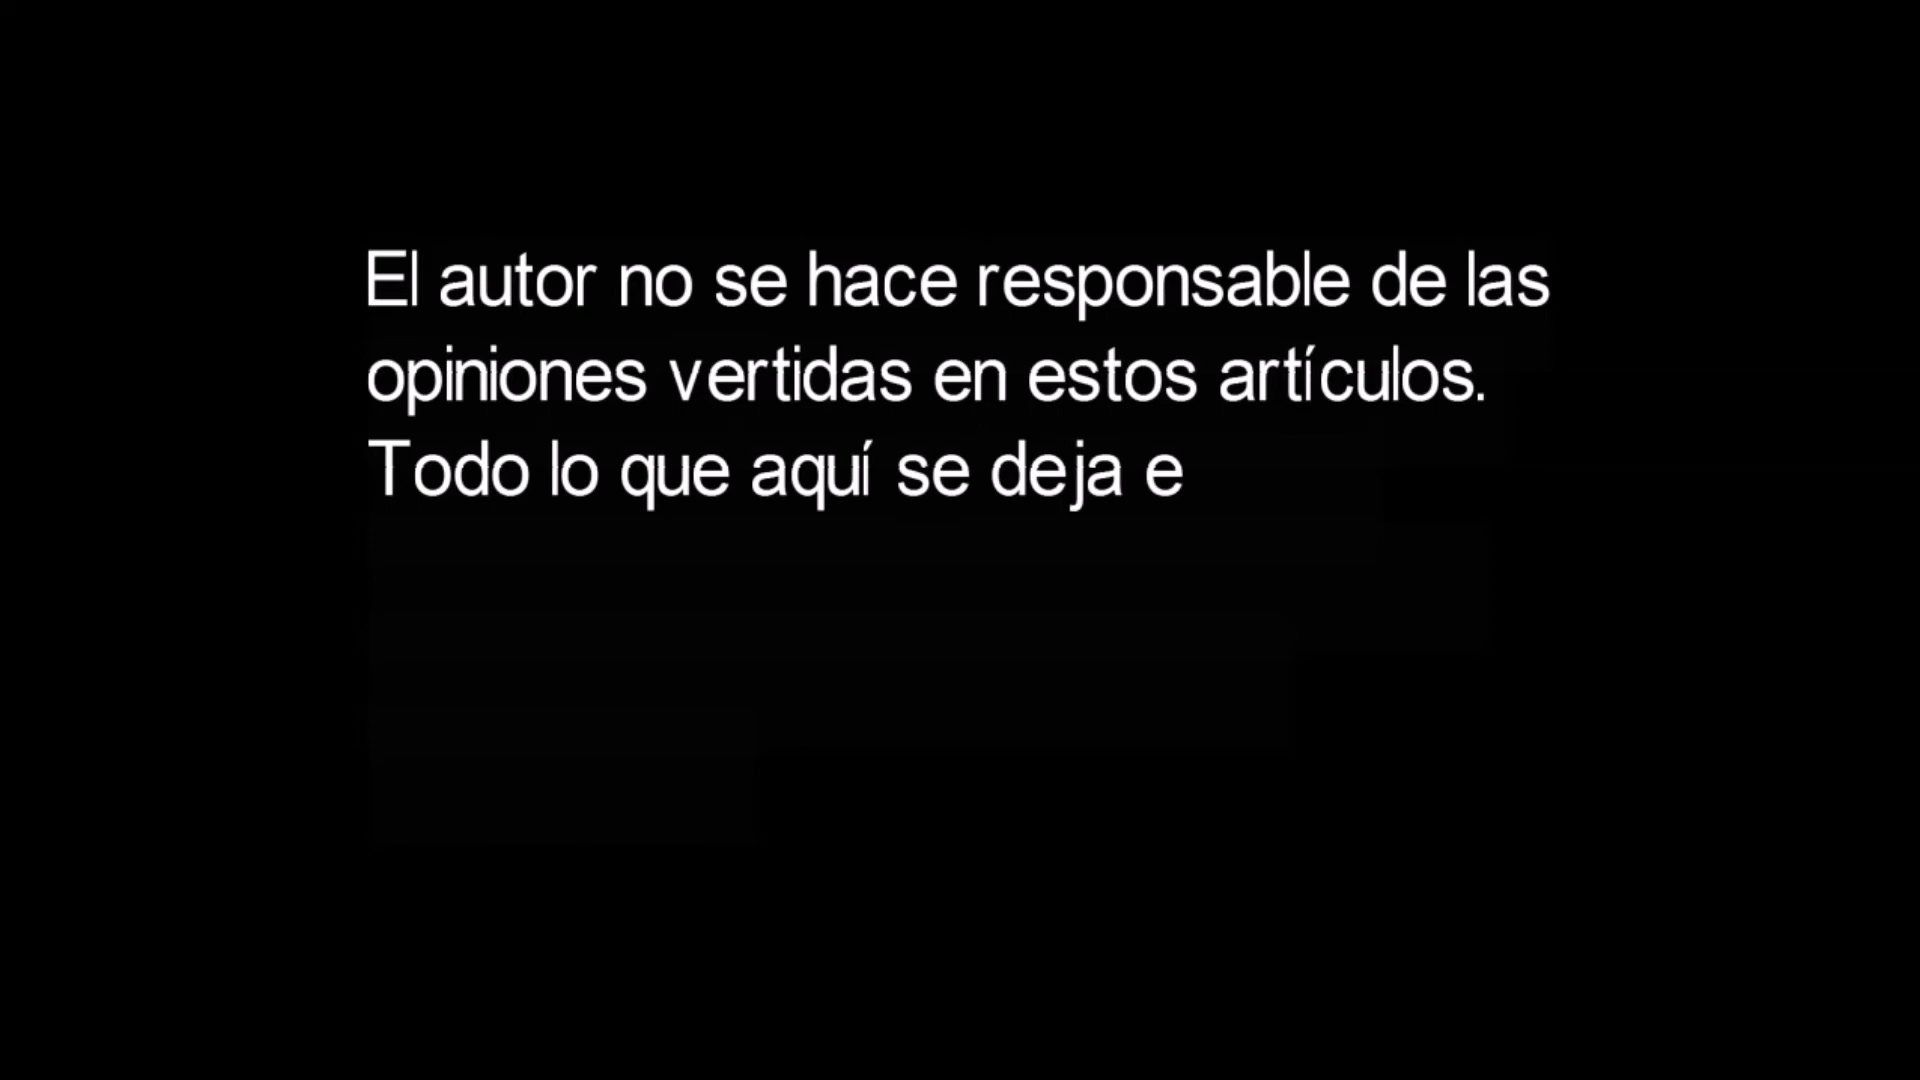 El autor no se hace responsable de las
opiniones vertidas en estos artículos.
Todo lo que aquí se deja e